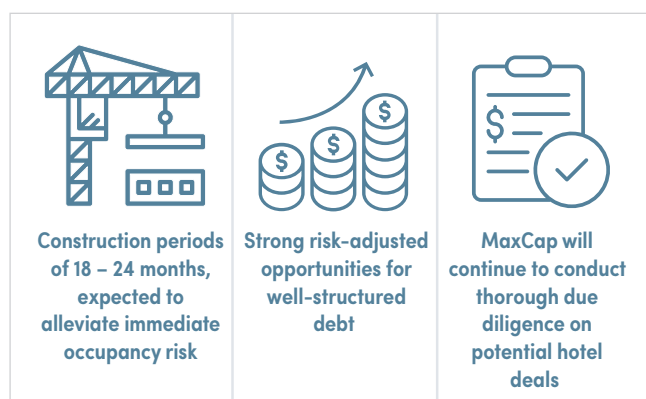 $
$
$
$
Construction periods
of 18 – 24 months,
expected to
alleviate immediate
occupancy risk
Strong risk-adjusted
opportunities for
well-structured
debt
MaxCap will
continue to conduct
thorough due
diligence on
potential hotel
deals